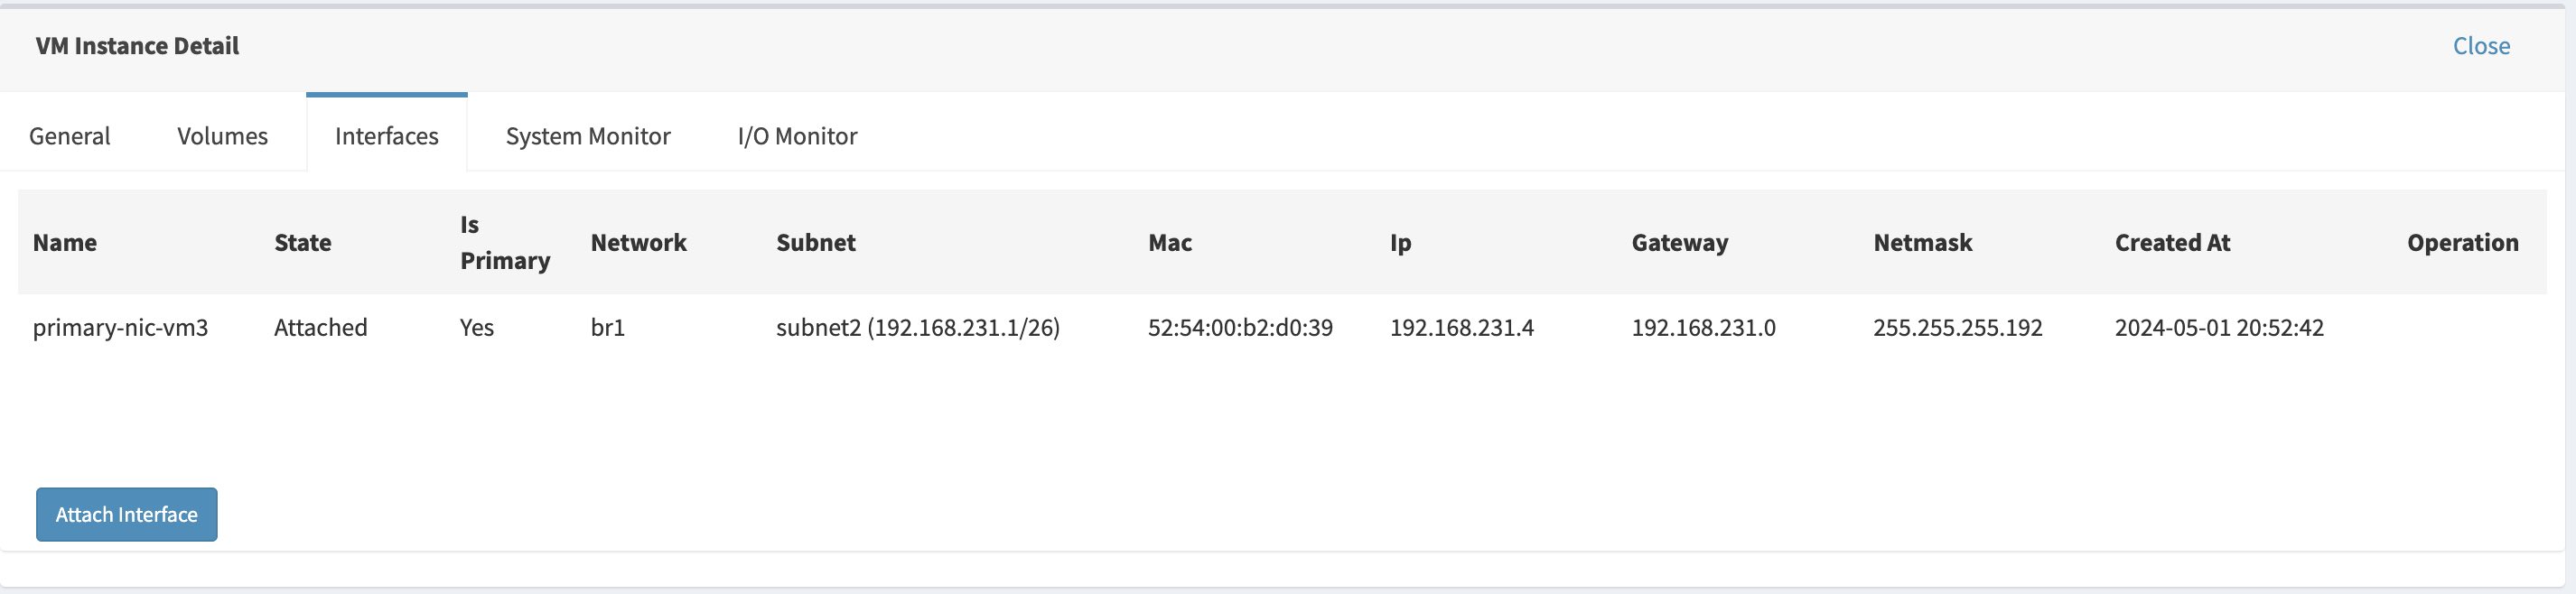 VM Instance Detail Close
General Volumes Interfaces System Monitor I/O Monitor
Name State Is Primary Network Subnet Mac Ip Gateway Netmask Created At Operation
primary-nic-vm3 Attached Yes br1 subnet2 (192.168.231.1/26) 52:54:00:b2:d0:39 192.168.231.4 192.168.231.0 255.255.255.192 2024-05-01 20:52:42
Attach Interface